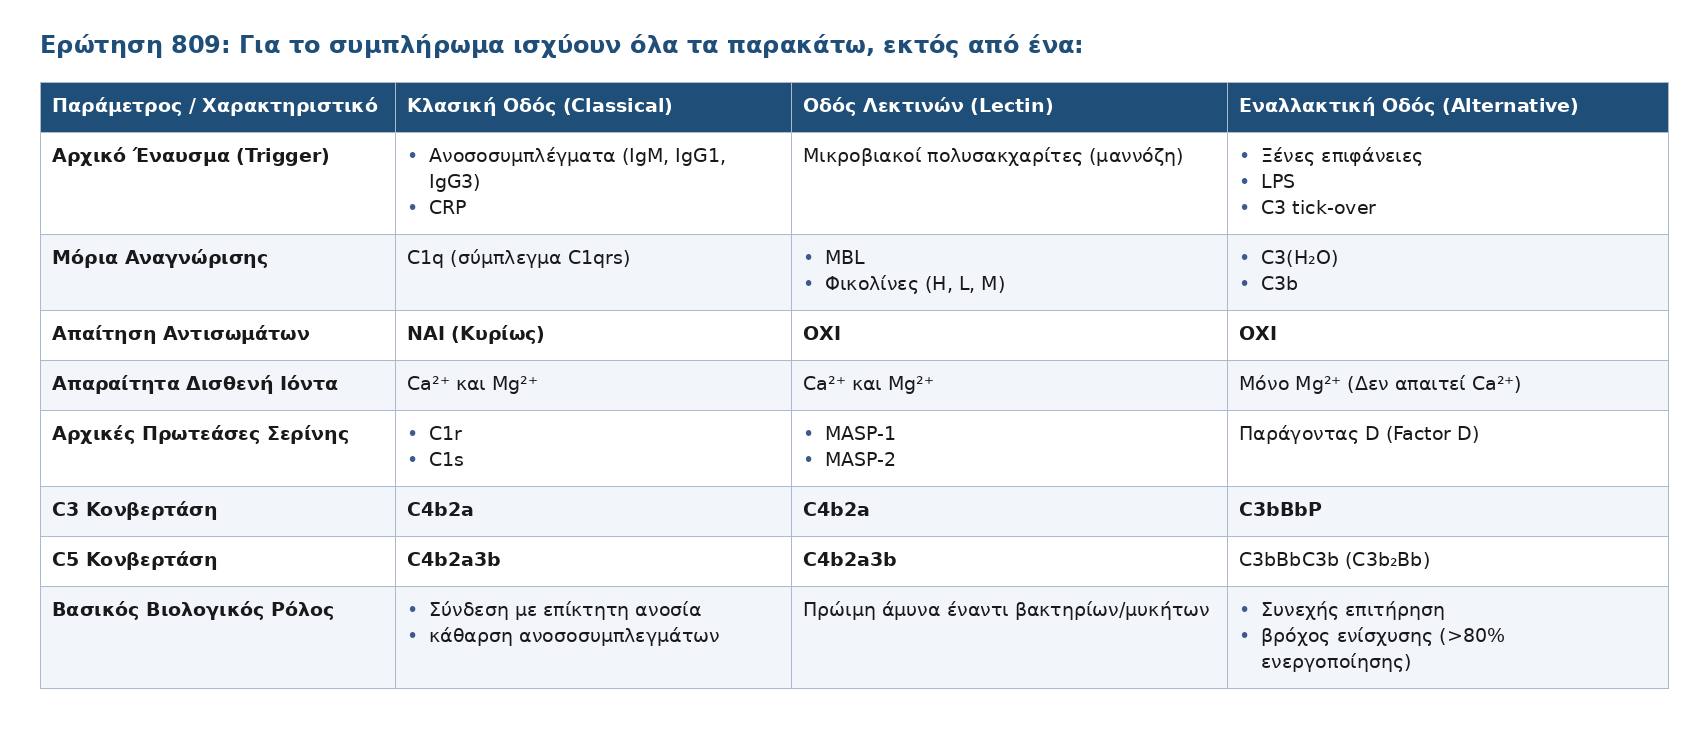 Ερώτηση 809: Για το συμπλήρωμα ισχύουν όλα τα παρακάτω, εκτός από ένα:
Παράμετρος / Χαρακτηριστικό Κλασική Οδός (Classical) Οδός Λεκτινών (Lectin) Εναλλακτική Οδός (Alternative)
Αρχικό Έναυσμα (Trigger) • Ανοσοσυμπλέγματα (IgM, IgG1, Μικροβιακοί πολυσακχαρίτες (μαννόζη) • Ξένες επιφάνειες
IgG3) • LPS
• CRP • C3 tick-over
Μόρια Αναγνώρισης C1q (σύμπλεγμα C1qrs) • MBL • C3(H₂O)
• Φικολίνες (H, L, M) • C3b
Απαίτηση Αντισωμάτων ΝΑΙ (Κυρίως) ΟΧΙ ΟΧΙ
Απαραίτητα Δισθενή Ιόντα Ca²⁺ και Mg²⁺ Ca²⁺ και Mg²⁺ Μόνο Mg²⁺ (Δεν απαιτεί Ca²⁺)
Αρχικές Πρωτεάσες Σερίνης • C1r • MASP-1 Παράγοντας D (Factor D)
• C1s • MASP-2
C3 Κονβερτάση C4b2a C4b2a C3bBbP
C5 Κονβερτάση C4b2a3b C4b2a3b C3bBbC3b (C3b₂Bb)
Βασικός Βιολογικός Ρόλος • Σύνδεση με επίκτητη ανοσία Πρώιμη άμυνα έναντι βακτηρίων/μυκήτων • Συνεχής επιτήρηση
• κάθαρση ανοσοσυμπλεγμάτων • βρόχος ενίσχυσης (>80%
ενεργοποίησης)